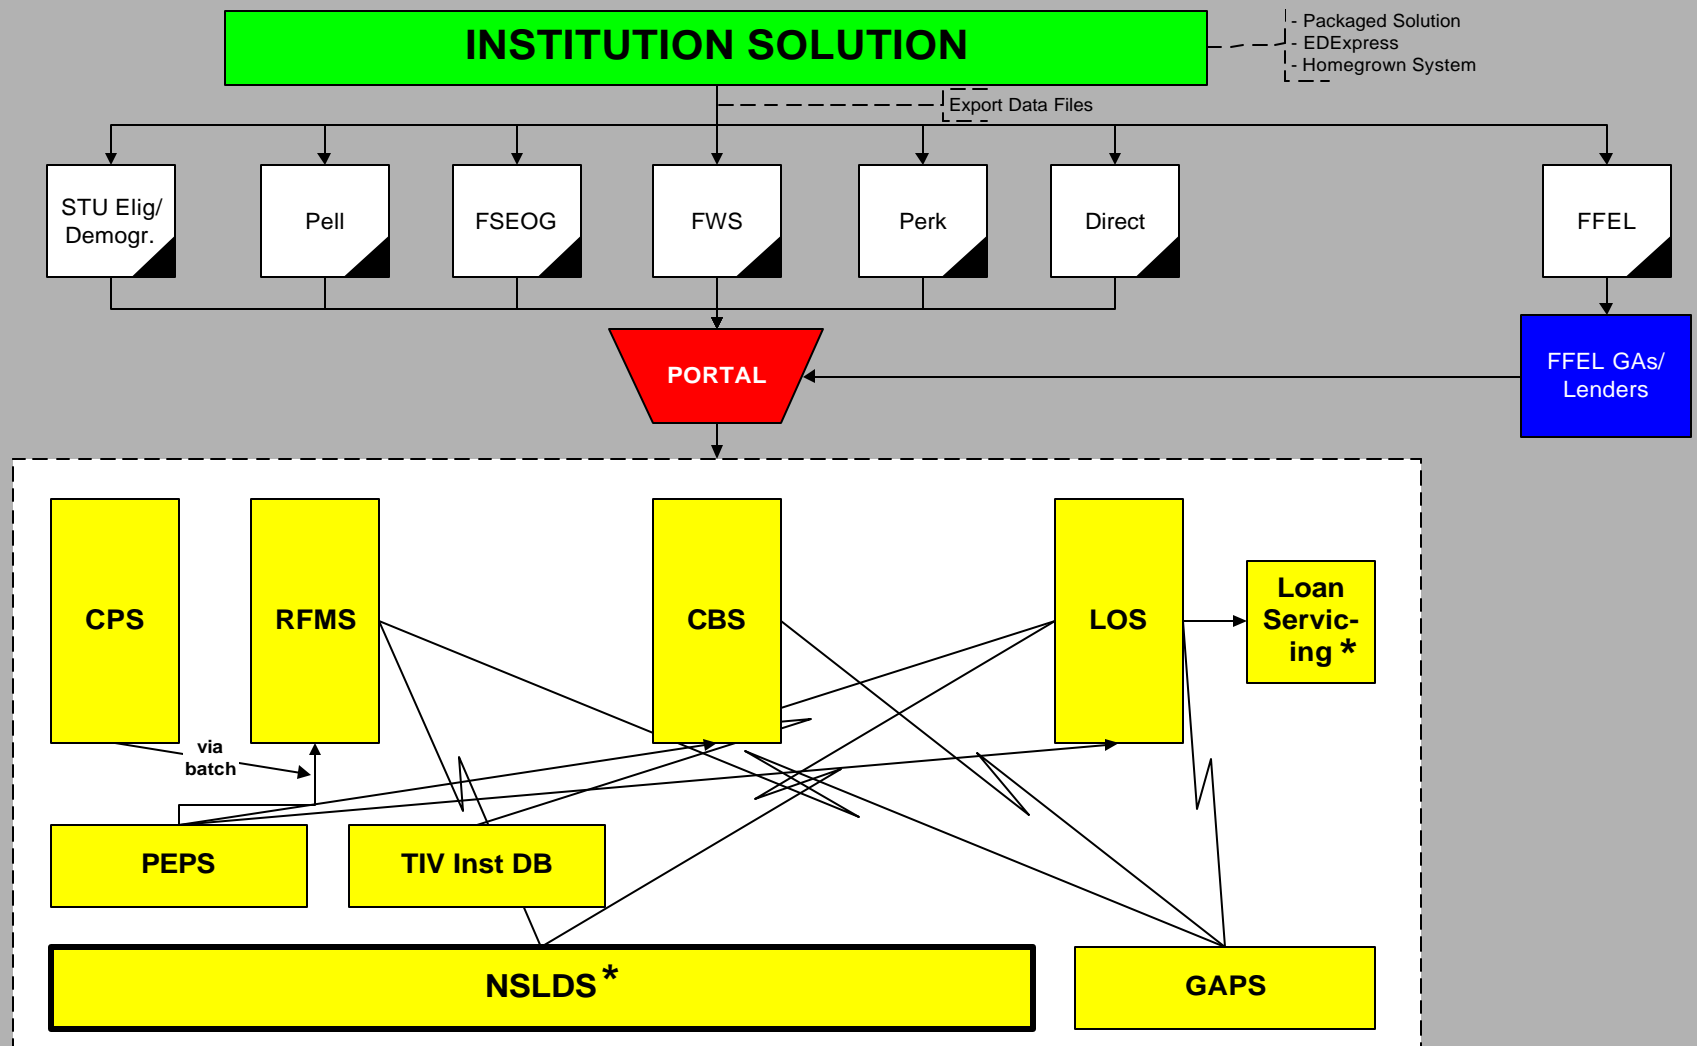 INSTITUTION SOLUTION
- Packaged Solution
- EDExpress
- Homegrown System
Export Data Files
STU Elig/
Demogr.
Pell
FSEOG
FWS
Perk
Direct
FFEL
PORTAL
FFEL GAs/
Lenders
CPS
RFMS
CBS
LOS
Loan
Servic-
ing *
via
batch
PEPS
TIV Inst DB
NSLDS *
GAPS